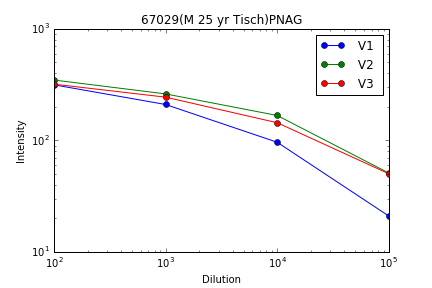 67029(M 25 yr Tisch)PNAG
10³
V1
V2
V3
10²
10¹
Intensity
10² 10³ 10⁴ 10⁵
Dilution